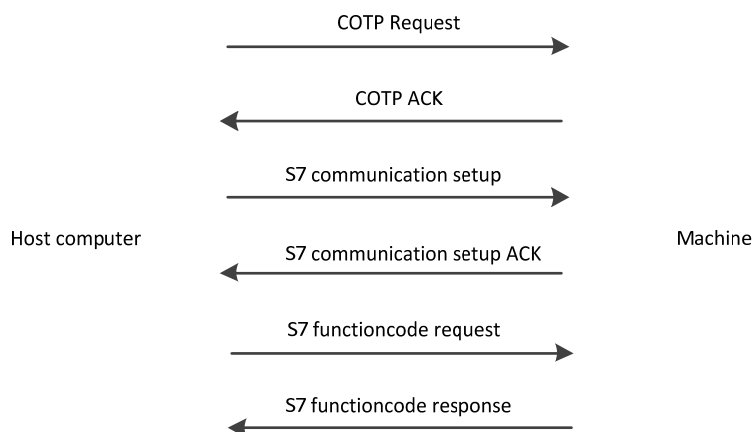 COTP Request
COTP ACK
S7 communication setup
Host computer
Machine
S7 communication setup ACK
S7 functioncode request
S7 functioncode response